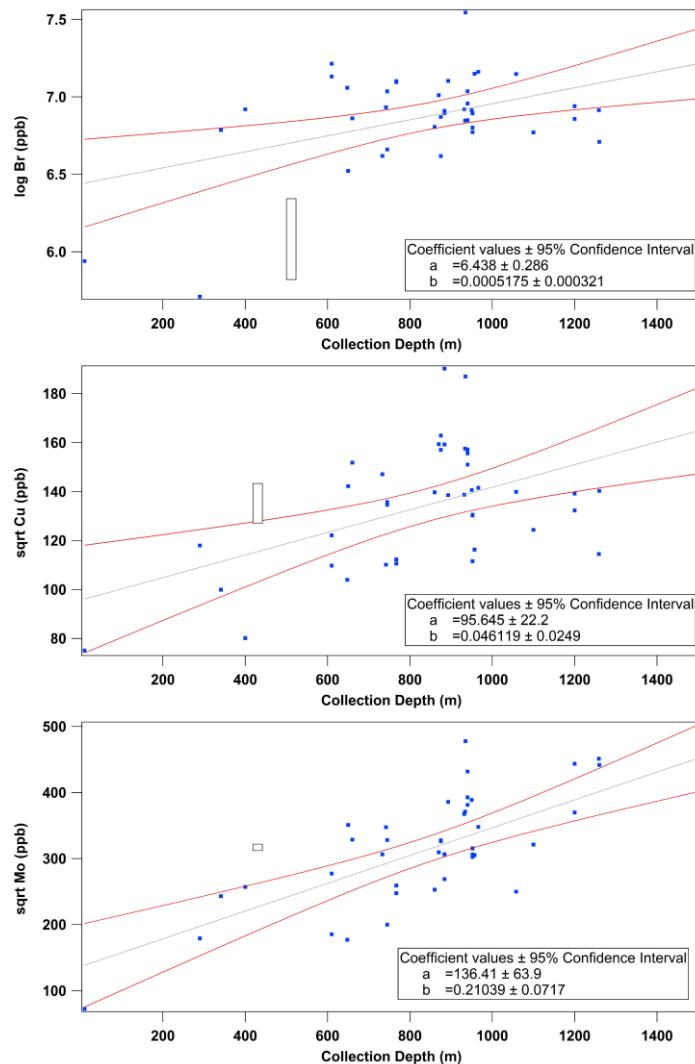 7.5
7.0
6.5
6.0
log Br (ppb)
Coefficient values ± 95% Confidence Interval
a =6.438 ± 0.286
b =0.0005175 ± 0.000321
200 400 600 800 1000 1200 1400
Collection Depth (m)
180
160
140
120
100
80
sqrt Cu (ppb)
Coefficient values ± 95% Confidence Interval
a =95.645 ± 22.2
b =0.046119 ± 0.0249
200 400 600 800 1000 1200 1400
Collection Depth (m)
500
400
300
200
100
sqrt Mo (ppb)
Coefficient values ± 95% Confidence Interval
a =136.41 ± 63.9
b =0.21039 ± 0.0717
200 400 600 800 1000 1200 1400
Collection Depth (m)